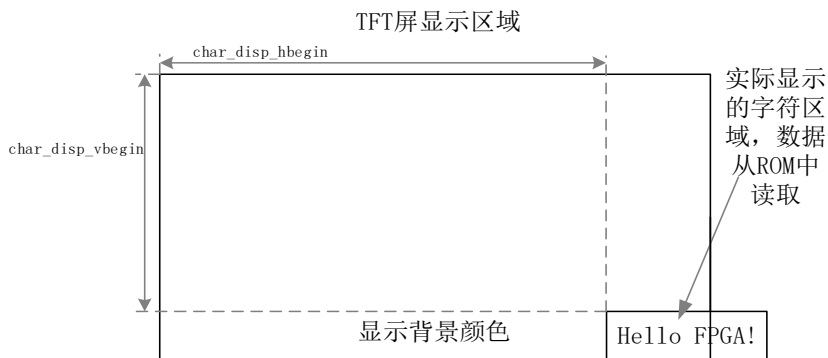 TFT屏显示区域
char_disp_hbegin
char_disp_vbegin
实际显示
的字符区
域，数据
从ROM中
读取
显示背景颜色
Hello FPGA!